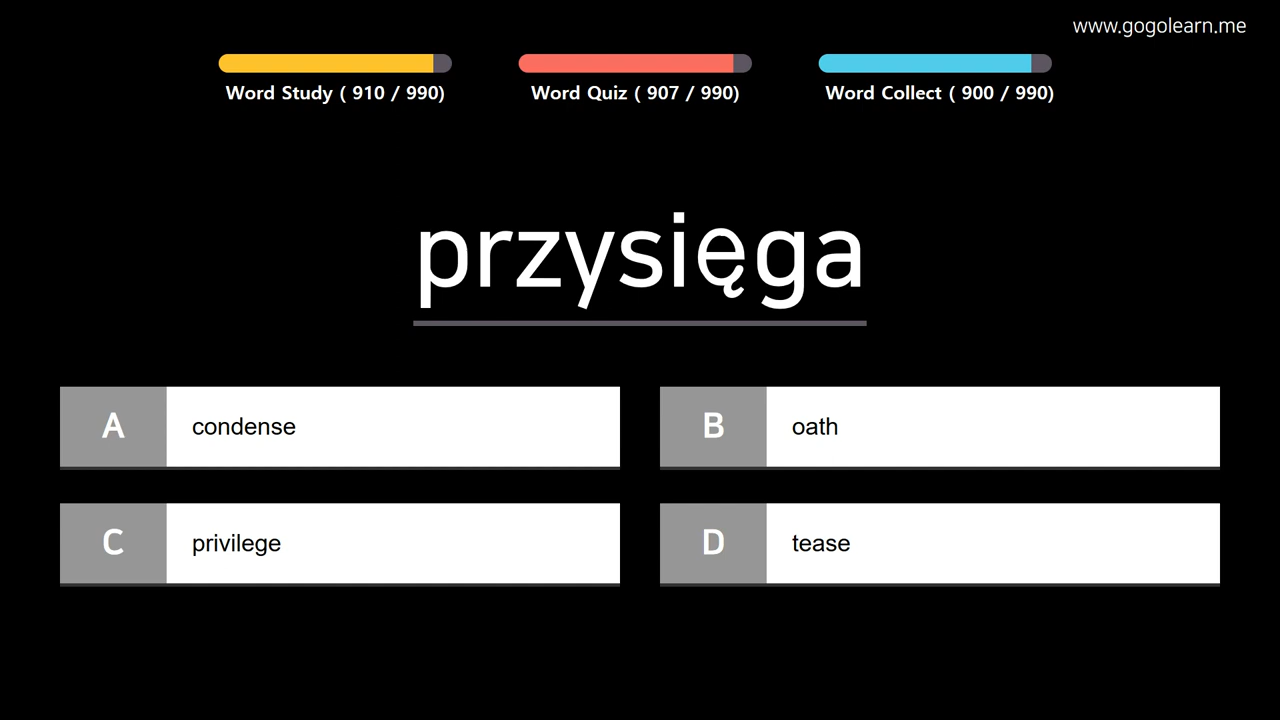 www.gogolearn.me
Word Study ( 910 / 990)
Word Quiz ( 907 / 990)
Word Collect ( 900 / 990)
przysięga
A condense
B oath
C privilege
D tease